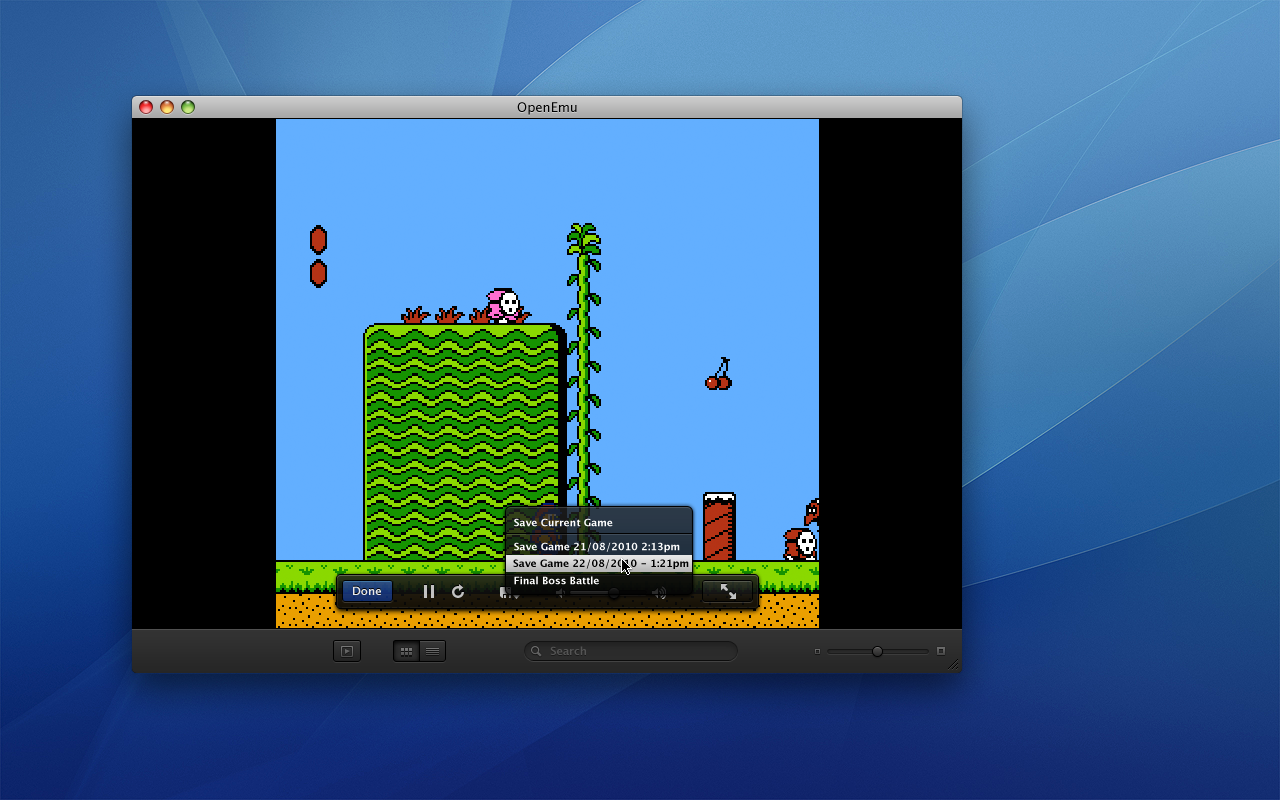 OpenEmu
Save Current Game
Save Game 21/08/2010 2:13pm
Save Game 22/08/2010 - 1:21pm
Final Boss Battle
Done
Search